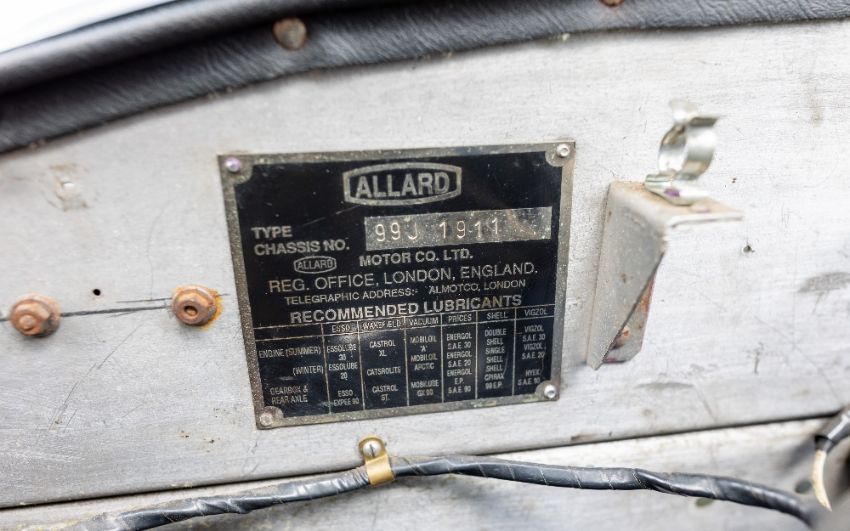 ALLARD
TYPE
CHASSIS NO. 99J 1911
ALLARD MOTOR CO. LTD.
REG. OFFICE, LONDON, ENGLAND.
TELEGRAPHIC ADDRESS:- ALMOTCO, LONDON
RECOMMENDED LUBRICANTS
ESSO WAKEFIELD VACUUM PRICES SHELL VIGZOL
ENGINE (SUMMER) ESSOLUBE 30 CASTROL XL MOBILOIL 'A' ENERGOL S.A.E. 30 DOUBLE SHELL VIGZOL S.A.E. 30
(WINTER) ESSOLUBE 20 CATSROLITS MOBILOIL ARCTIC ENERGOL S.A.E. 20 SINGLE SHELL VIGZOL S.A.E. 20
GEARBOX & REAR AXLE ESSO EXPEE 90 CASTROL ST. MOBILUBE GX 90 ENERGOL E.P. S.A.E. 90 SHELL 90 E.P. HYEX S.A.E. 90